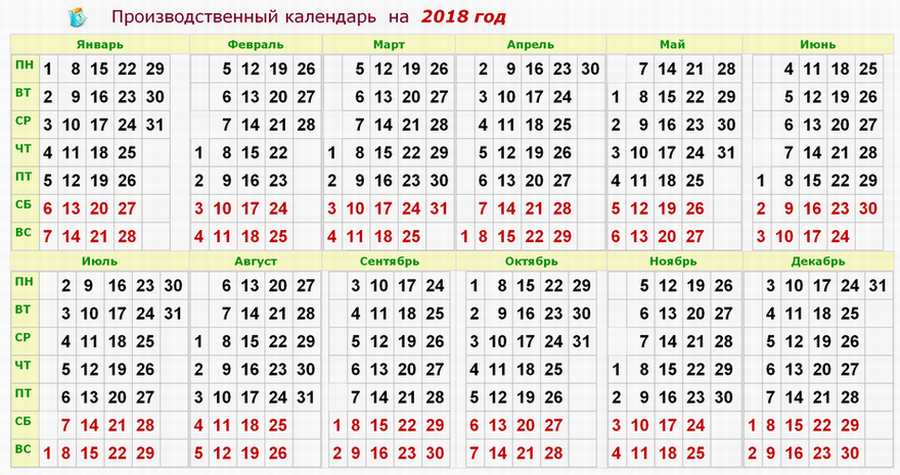 Производственный календарь на 2018 год
Январь Февраль Март Апрель Май Июнь
ПН 1 8 15 22 29 5 12 19 26 5 12 19 26 2 9 16 23 30 7 14 21 28 4 11 18 25
ВТ 2 9 16 23 30 6 13 20 27 6 13 20 27 3 10 17 24 1 8 15 22 29 5 12 19 26
СР 3 10 17 24 31 7 14 21 28 7 14 21 28 4 11 18 25 2 9 16 23 30 6 13 20 27
ЧТ 4 11 18 25 1 8 15 22 1 8 15 22 29 5 12 19 26 3 10 17 24 31 7 14 21 28
ПТ 5 12 19 26 2 9 16 23 2 9 16 23 30 6 13 20 27 4 11 18 25 1 8 15 22 29
СБ 6 13 20 27 3 10 17 24 3 10 17 24 31 7 14 21 28 5 12 19 26 2 9 16 23 30
ВС 7 14 21 28 4 11 18 25 4 11 18 25 1 8 15 22 29 6 13 20 27 3 10 17 24
Июль Август Сентябрь Октябрь Ноябрь Декабрь
ПН 2 9 16 23 30 6 13 20 27 3 10 17 24 1 8 15 22 29 5 12 19 26 3 10 17 24 31
ВТ 3 10 17 24 31 7 14 21 28 4 11 18 25 2 9 16 23 30 6 13 20 27 4 11 18 25
СР 4 11 18 25 1 8 15 22 29 5 12 19 26 3 10 17 24 31 7 14 21 28 5 12 19 26
ЧТ 5 12 19 26 2 9 16 23 30 6 13 20 27 4 11 18 25 1 8 15 22 29 6 13 20 27
ПТ 6 13 20 27 3 10 17 24 31 7 14 21 28 5 12 19 26 2 9 16 23 30 7 14 21 28
СБ 7 14 21 28 4 11 18 25 1 8 15 22 29 6 13 20 27 3 10 17 24 1 8 15 22 29
ВС 1 8 15 22 29 5 12 19 26 2 9 16 23 30 7 14 21 28 4 11 18 25 2 9 16 23 30